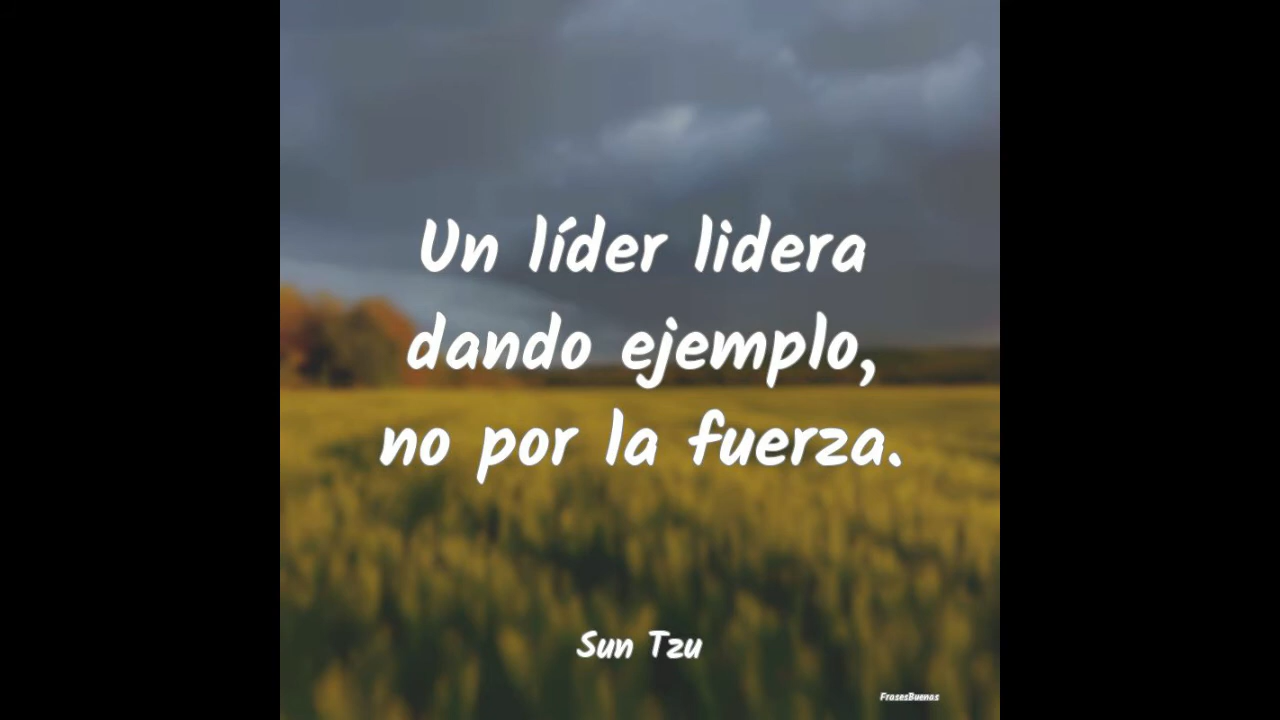 Un líder lidera
dando ejemplo,
no por la fuerza.
Sun Tzu
FrasesBuenas